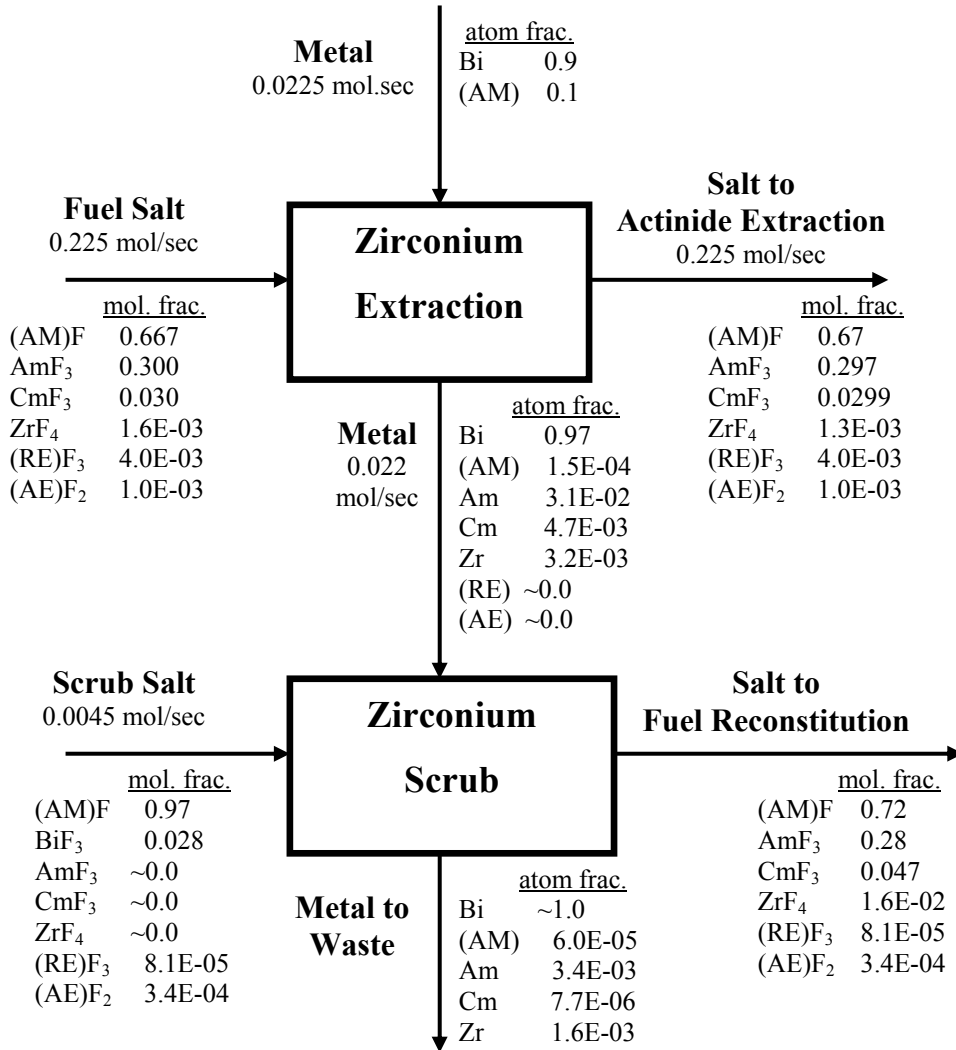 Metal
0.0225 mol.sec
atom frac.
Bi 0.9
(AM) 0.1
Fuel Salt
0.225 mol/sec
mol. frac.
(AM)F 0.667
AmF₃ 0.300
CmF₃ 0.030
ZrF₄ 1.6E-03
(RE)F₃ 4.0E-03
(AE)F₂ 1.0E-03
Zirconium
Extraction
Salt to
Actinide Extraction
0.225 mol/sec
mol. frac.
(AM)F 0.67
AmF₃ 0.297
CmF₃ 0.0299
ZrF₄ 1.3E-03
(RE)F₃ 4.0E-03
(AE)F₂ 1.0E-03
Metal
0.022
mol/sec
atom frac.
Bi 0.97
(AM) 1.5E-04
Am 3.1E-02
Cm 4.7E-03
Zr 3.2E-03
(RE) ~0.0
(AE) ~0.0
Scrub Salt
0.0045 mol/sec
mol. frac.
(AM)F 0.97
BiF₃ 0.028
AmF₃ ~0.0
CmF₃ ~0.0
ZrF₄ ~0.0
(RE)F₃ 8.1E-05
(AE)F₂ 3.4E-04
Zirconium
Scrub
Salt to
Fuel Reconstitution
mol. frac.
(AM)F 0.72
AmF₃ 0.28
CmF₃ 0.047
ZrF₄ 1.6E-02
(RE)F₃ 8.1E-05
(AE)F₂ 3.4E-04
Metal to
Waste
atom frac.
Bi ~1.0
(AM) 6.0E-05
Am 3.4E-03
Cm 7.7E-06
Zr 1.6E-03